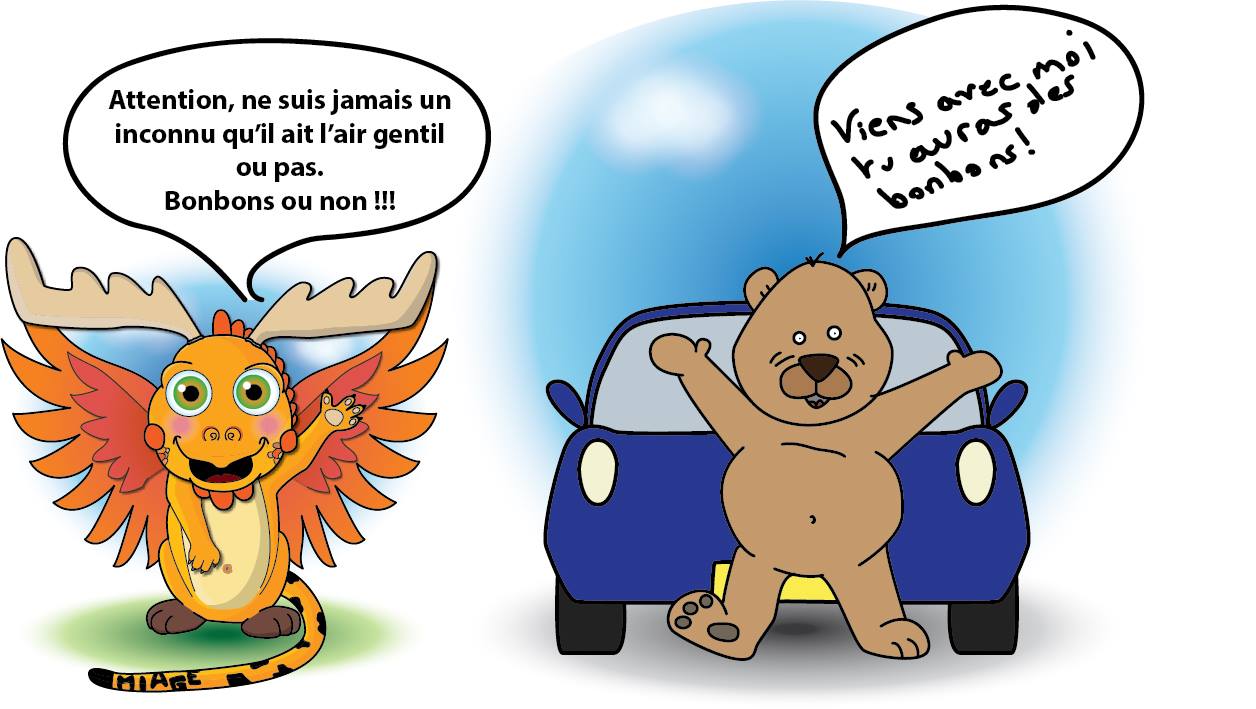 Attention, ne suis jamais un
inconnu qu'il ait l'air gentil
ou pas.
Bonbons ou non !!!
Viens avec moi
tu auras des
bonbons!
MIAGE